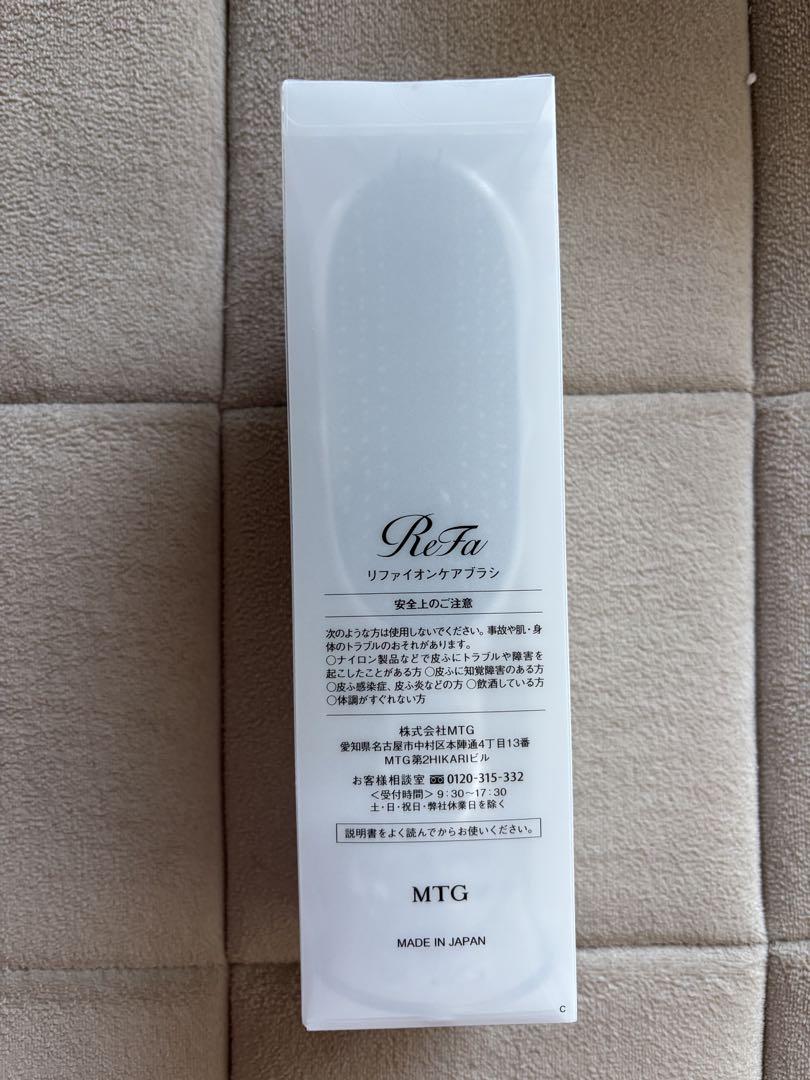 ReFa
リファイオンケアブラシ
安全上のご注意
次のような方は使用しないでください。事故や肌・身
体のトラブルのおそれがあります。
○ナイロン製品などで皮ふにトラブルや障害を
起こしたことがある方 ○皮ふに知覚障害のある方
○皮ふ感染症、皮ふ炎などの方 ○飲酒している方
○体調がすぐれない方
株式会社MTG
愛知県名古屋市中村区本陣通4丁目13番
MTG第2HIKARIビル
お客様相談室 0120-315-332
＜受付時間＞9:30〜17:30
土・日・祝日・弊社休業日を除く
説明書をよく読んでからお使いください。
MTG
MADE IN JAPAN
C